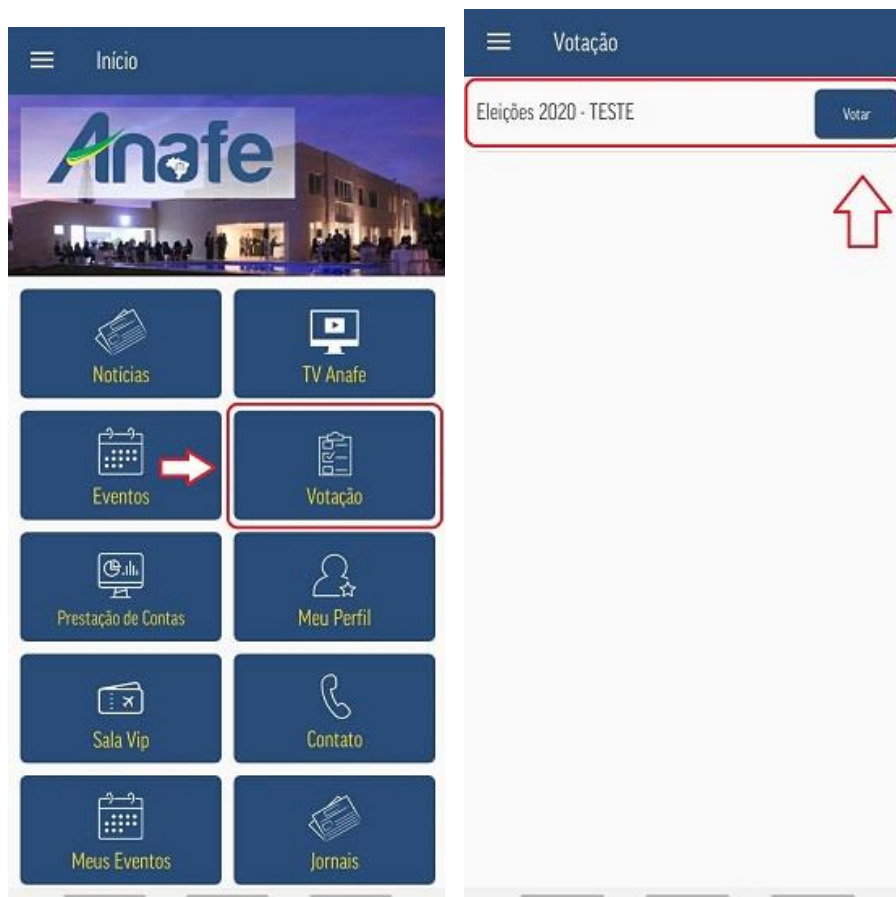 Início
Anafe
Notícias
TV Anafe
Eventos
Votação
Prestação de Contas
Meu Perfil
Sala Vip
Contato
Meus Eventos
Jornais
Votação
Eleições 2020 - TESTE
Votar